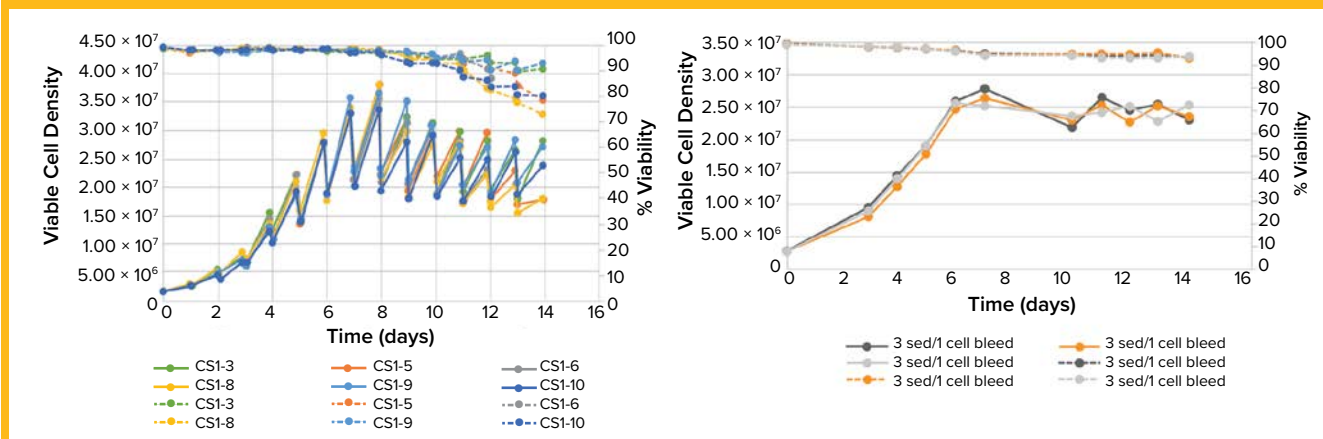 Viable Cell Density
4.50 × 10⁷
4.00 × 10⁷
3.50 × 10⁷
3.00 × 10⁷
2.50 × 10⁷
2.00 × 10⁷
1.50 × 10⁷
1.00 × 10⁷
5.00 × 10⁶
0
0 2 4 6 8 10 12 14 16
Time (days)
100
90
80
70
60
50
40
30
20
10
0
% Viability
CS1-3 CS1-5 CS1-6
CS1-8 CS1-9 CS1-10
CS1-3 CS1-5 CS1-6
CS1-8 CS1-9 CS1-10
Viable Cell Density
3.50 × 10⁷
3.00 × 10⁷
2.50 × 10⁷
2.00 × 10⁷
1.50 × 10⁷
1.00 × 10⁷
5.00 × 10⁶
0
0 2 4 6 8 10 12 14 16
Time (days)
100
90
80
70
60
50
40
30
20
10
0
% Viability
3 sed/1 cell bleed 3 sed/1 cell bleed
3 sed/1 cell bleed 3 sed/1 cell bleed
3 sed/1 cell bleed 3 sed/1 cell bleed